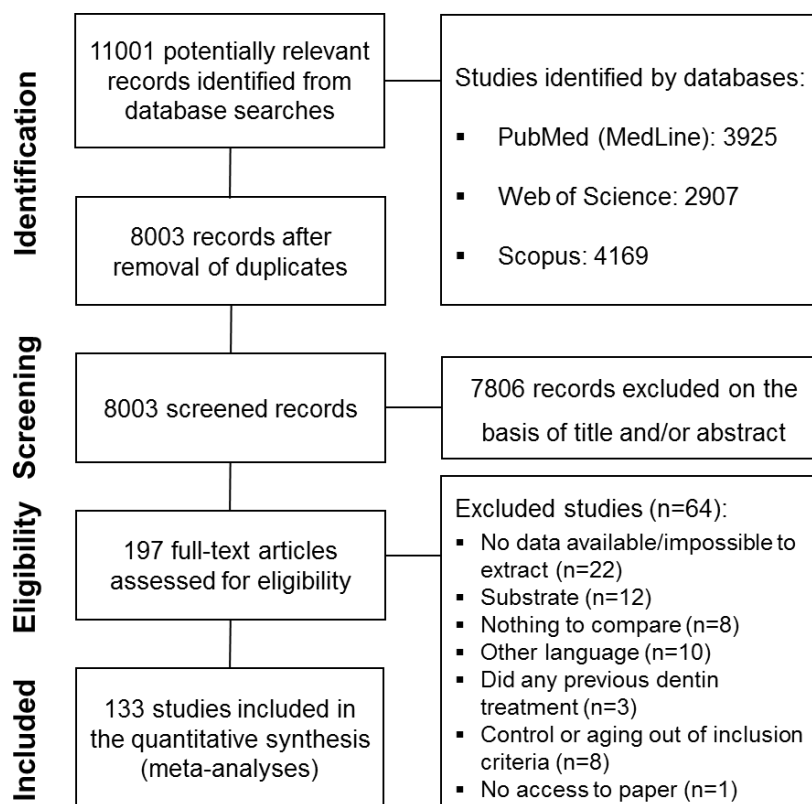 Identification
11001 potentially relevant
records identified from
database searches
Studies identified by databases:
▪ PubMed (MedLine): 3925
▪ Web of Science: 2907
▪ Scopus: 4169
8003 records after
removal of duplicates
Screening
8003 screened records
7806 records excluded on the
basis of title and/or abstract
Eligibility
197 full-text articles
assessed for eligibility
Excluded studies (n=64):
▪ No data available/impossible to
extract (n=22)
▪ Substrate (n=12)
▪ Nothing to compare (n=8)
▪ Other language (n=10)
▪ Did any previous dentin
treatment (n=3)
▪ Control or aging out of inclusion
criteria (n=8)
▪ No access to paper (n=1)
Included
133 studies included in
the quantitative synthesis
(meta-analyses)